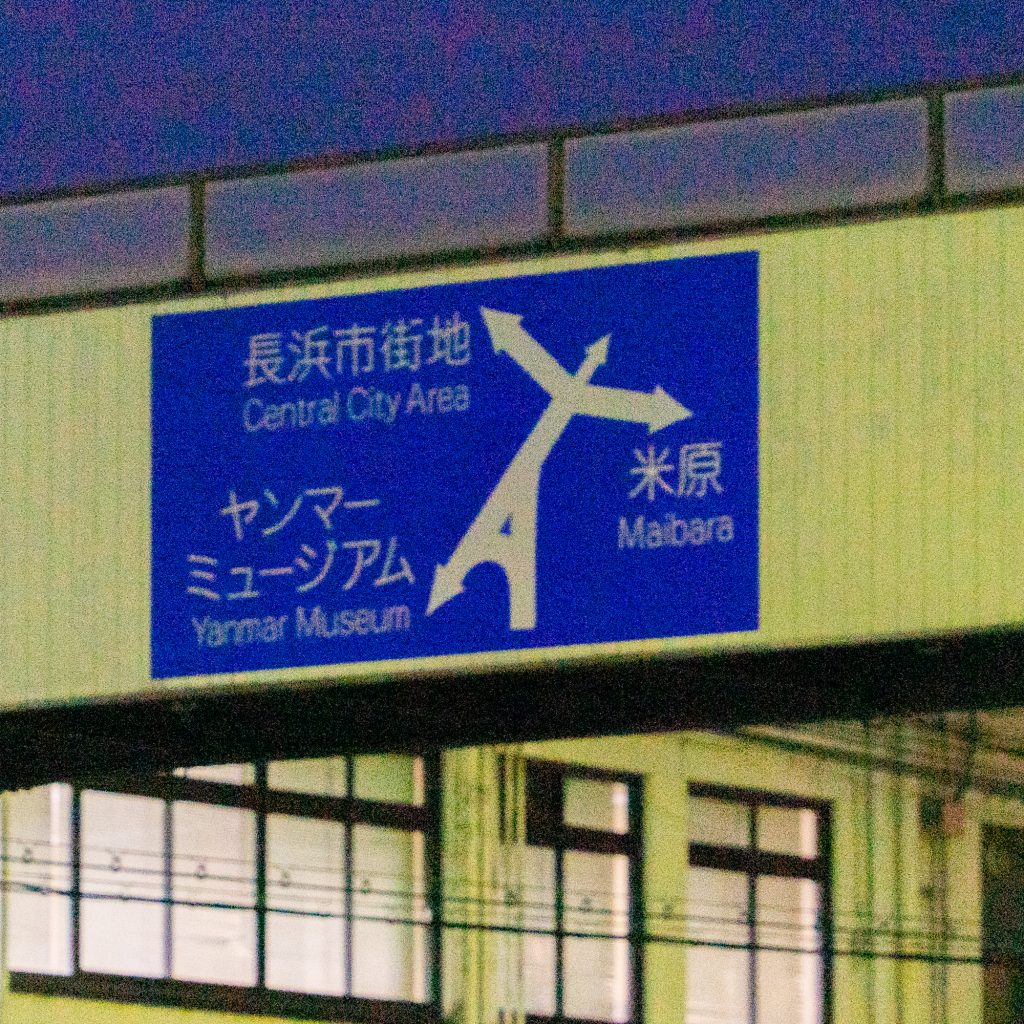 長浜市街地
Central City Area
米原
Maibara
ヤンマー
ミュージアム
Yanmar Museum